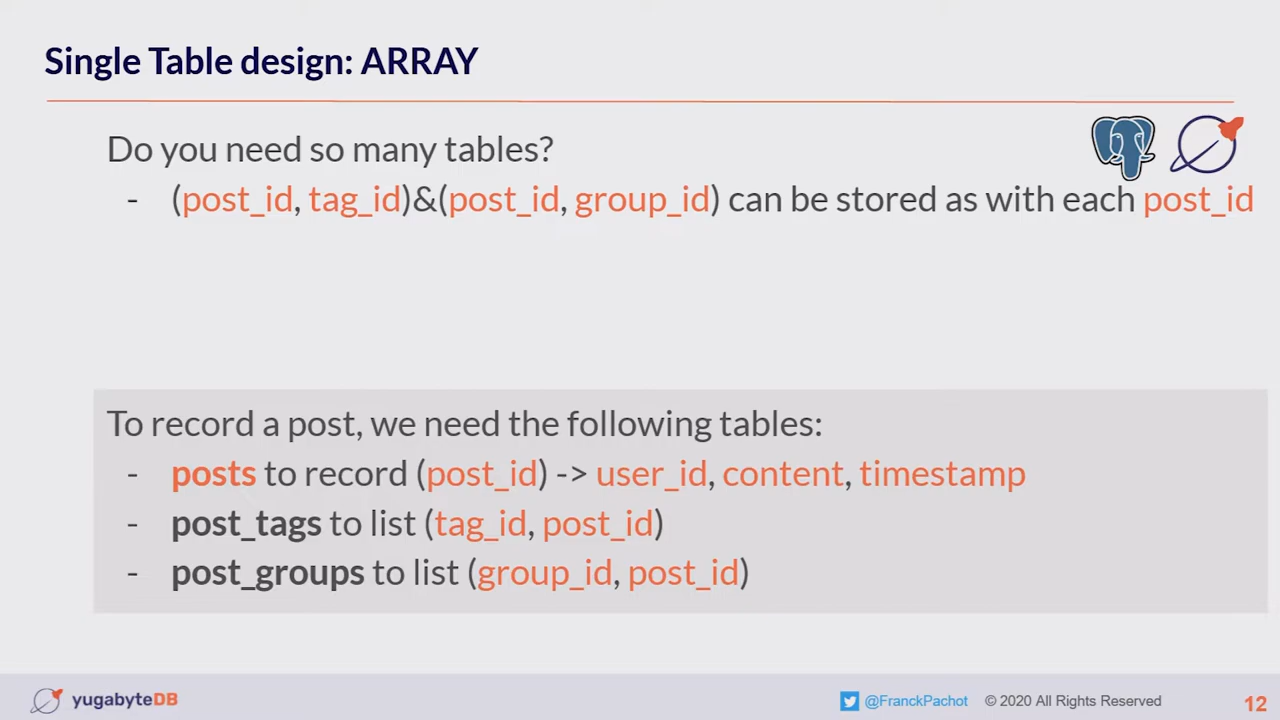 Single Table design: ARRAY
Do you need so many tables?
- (post_id, tag_id)&(post_id, group_id) can be stored as with each post_id
To record a post, we need the following tables:
- posts to record (post_id) -> user_id, content, timestamp
- post_tags to list (tag_id, post_id)
- post_groups to list (group_id, post_id)
yugabyteDB
@FranckPachot © 2020 All Rights Reserved
12